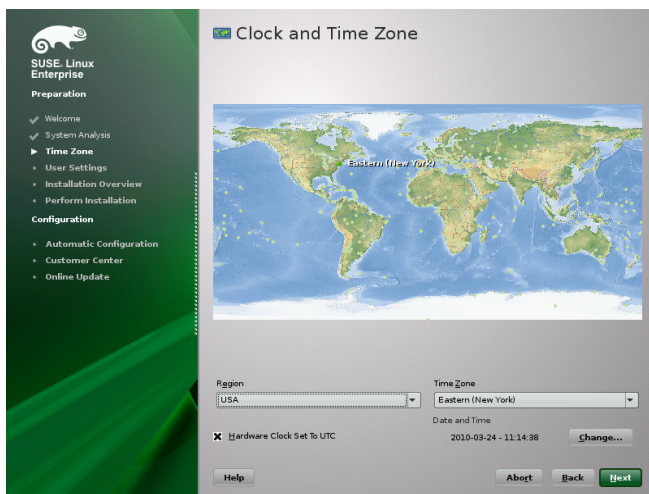 SUSE. Linux
Enterprise
Preparation
Welcome
System Analysis
Time Zone
User Settings
Installation Overview
Perform Installation
Configuration
Automatic Configuration
Customer Center
Online Update
Clock and Time Zone
Eastern (New York)
Region
USA
Time Zone
Eastern (New York)
Hardware Clock Set To UTC
Date and Time
2010-03-24 - 11:14:38
Change...
Help
Abort
Back
Next